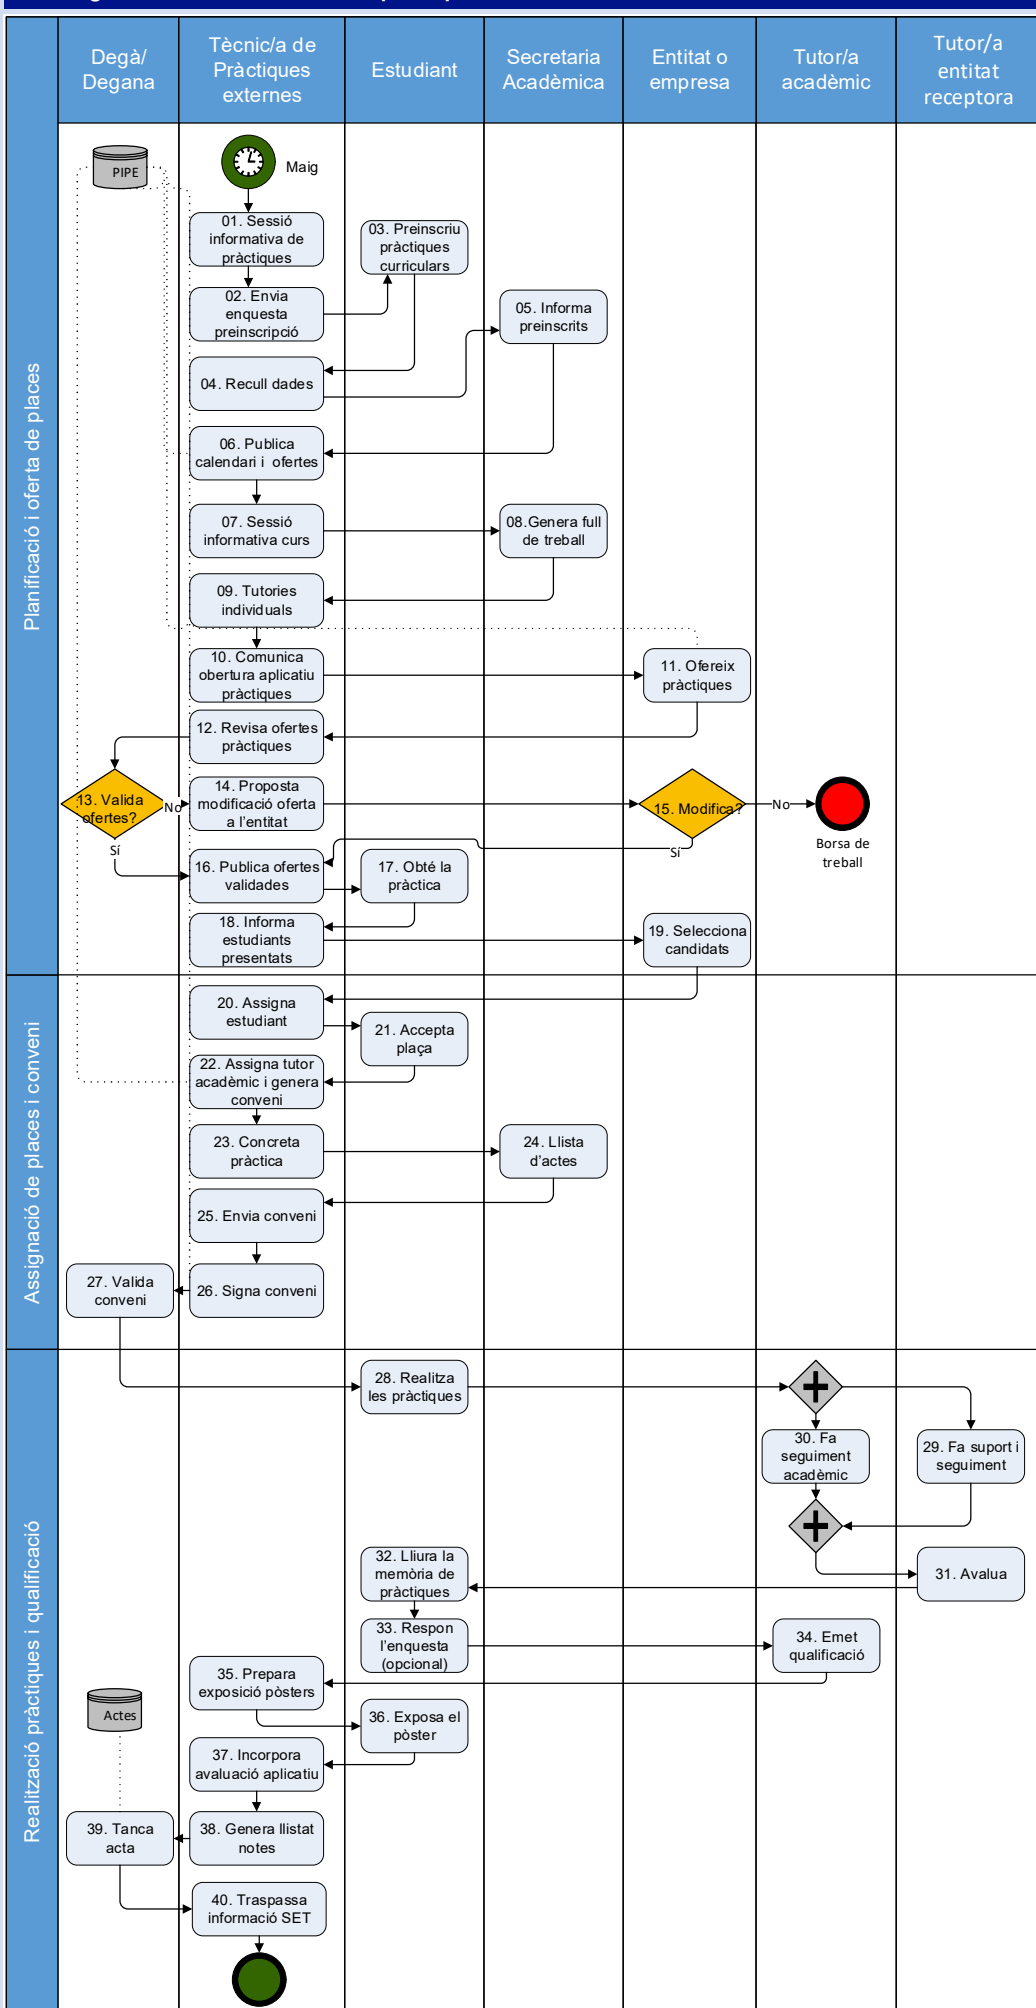 Degà/
Degana
Tècnic/a de
Pràctiques
externes
Estudiant
Secretaria
Acadèmica
Entitat o
empresa
Tutor/a
acadèmic
Tutor/a
entitat
receptora
Planificació i oferta de places
PIPE
Maig
01. Sessió
informativa de
pràctiques
03. Preinscriu
pràctiques
curriculars
02. Envia
enquesta
preinscripció
05. Informa
preinscrits
04. Recull dades
06. Publica
calendari i ofertes
07. Sessió
informativa curs
08.Genera full
de treball
09. Tutories
individuals
10. Comunica
obertura aplicatiu
pràctiques
11. Ofereix
pràctiques
12. Revisa ofertes
pràctiques
13. Valida
ofertes?
No
14. Proposta
modificació oferta
a l'entitat
15. Modifica?
No
Borsa de
treball
Sí
Sí
16. Publica ofertes
validades
17. Obté la
pràctica
18. Informa
estudiants
presentats
19. Selecciona
candidats
Assignació de places i conveni
20. Assigna
estudiant
21. Accepta
plaça
22. Assigna tutor
acadèmic i genera
conveni
23. Concreta
pràctica
24. Llista
d'actes
25. Envia conveni
27. Valida
conveni
26. Signa conveni
Realització pràctiques i qualificació
28. Realitza
les pràctiques
30. Fa
seguiment
acadèmic
29. Fa suport i
seguiment
32. Lliura la
memòria de
pràctiques
31. Avalua
33. Respon
l'enquesta
(opcional)
34. Emet
qualificació
35. Prepara
exposició pòsters
Actes
36. Exposa el
pòster
37. Incorpora
avaluació aplicatiu
39. Tanca
acta
38. Genera llistat
notes
40. Traspassa
informació SET